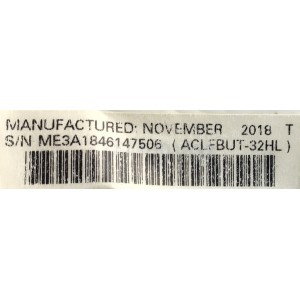 MANUFACTURED: NOVEMBER 2018 T
S/N ME3A1846147506 ( ACLFBUT-32HL )